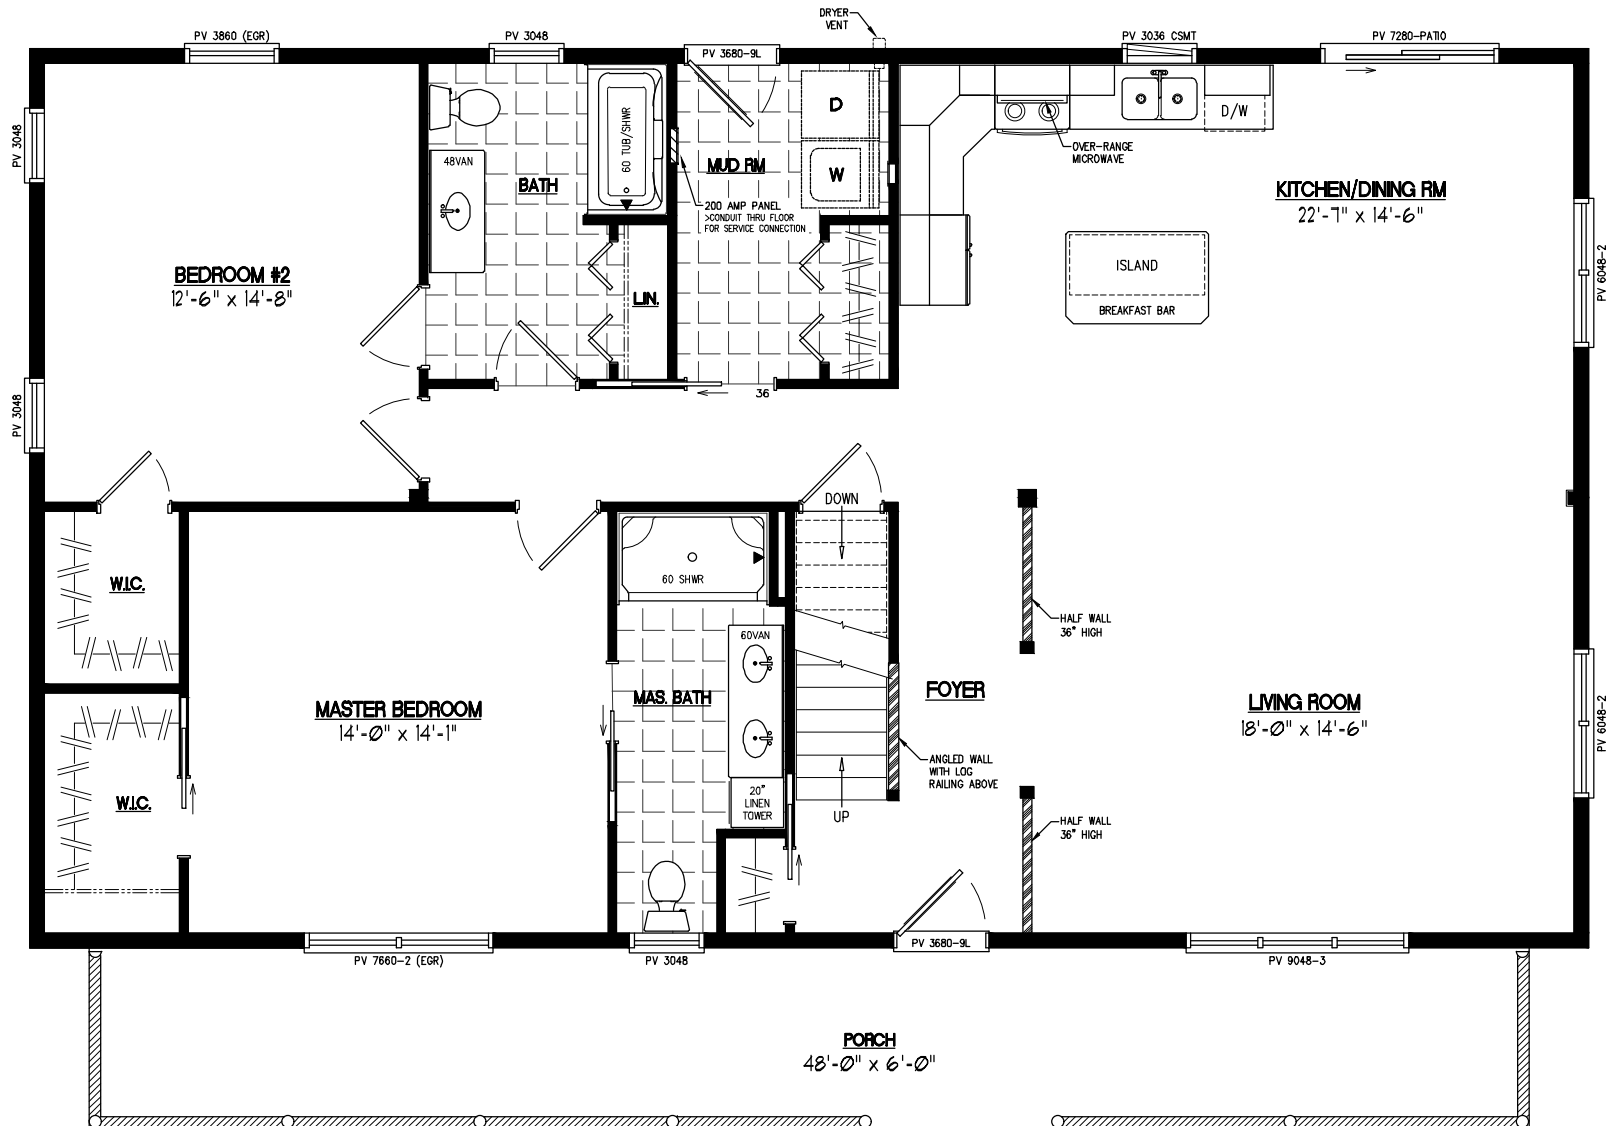 DRYER
VENT
PV 3860 (EGR)
PV 3048
PV 3680-9L
PV 3036 CSMT
PV 7280-PATIO
PV 3048
PV 3048
48VAN
BATH
60 TUB/SHWR
MUD RM
D
W
D/W
OVER-RANGE
MICROWAVE
200 AMP PANEL
>CONDUIT THRU FLOOR
FOR SERVICE CONNECTION
KITCHEN/DINING RM
22'-7" x 14'-6"
ISLAND
BREAKFAST BAR
PV 6048-2
BEDROOM #2
12'-6" x 14'-8"
LIN.
36
DOWN
W.I.C.
60 SHWR
60VAN
HALF WALL
36" HIGH
FOYER
MAS. BATH
MASTER BEDROOM
14'-0" x 14'-1"
LIVING ROOM
18'-0" x 14'-6"
PV 6048-2
ANGLED WALL
WITH LOG
RAILING ABOVE
W.I.C.
20"
LINEN
TOWER
UP
HALF WALL
36" HIGH
PV 7660-2 (EGR)
PV 3048
PV 3680-9L
PV 9048-3
PORCH
48'-0" x 6'-0"